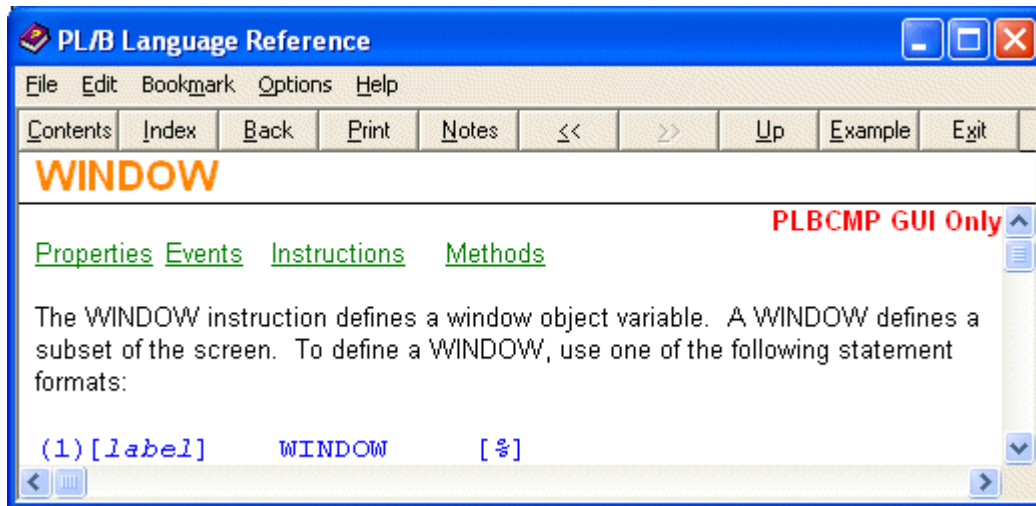 PL/B Language Reference
File Edit Bookmark Options Help
Contents Index Back Print Notes << >> Up Example Exit
WINDOW
PLBCMP GUI Only
Properties Events Instructions Methods
The WINDOW instruction defines a window object variable. A WINDOW defines a
subset of the screen. To define a WINDOW, use one of the following statement
formats:
(1)[label] WINDOW [%]